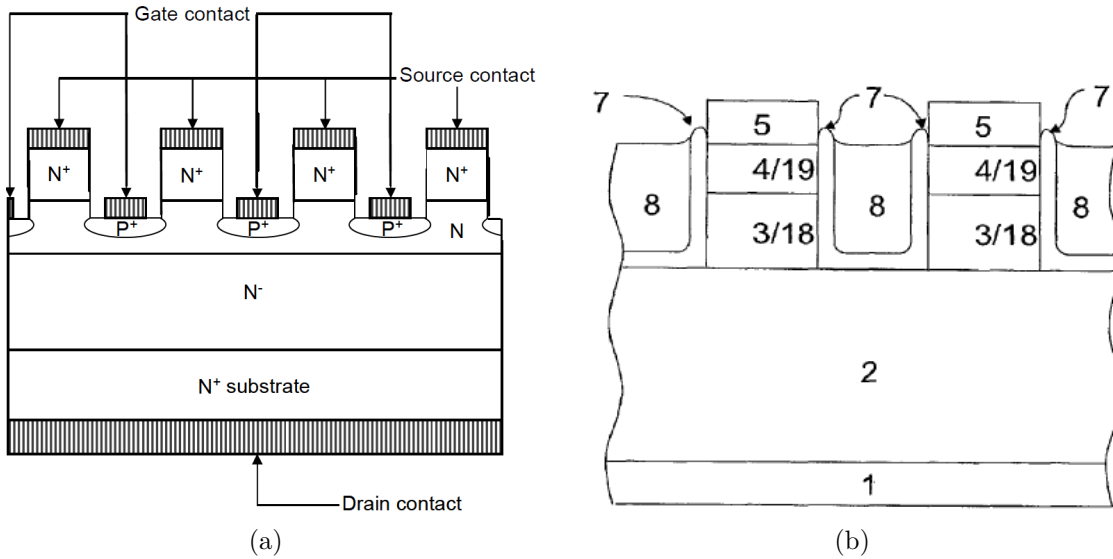 Gate contact
Source contact
N+ N+ N+ N+
P+ P+ P+ N
N-
N+ substrate
Drain contact
(a)
7 7 7
5 5
4/19 4/19
8 8 8
3/18 3/18
2
1
(b)